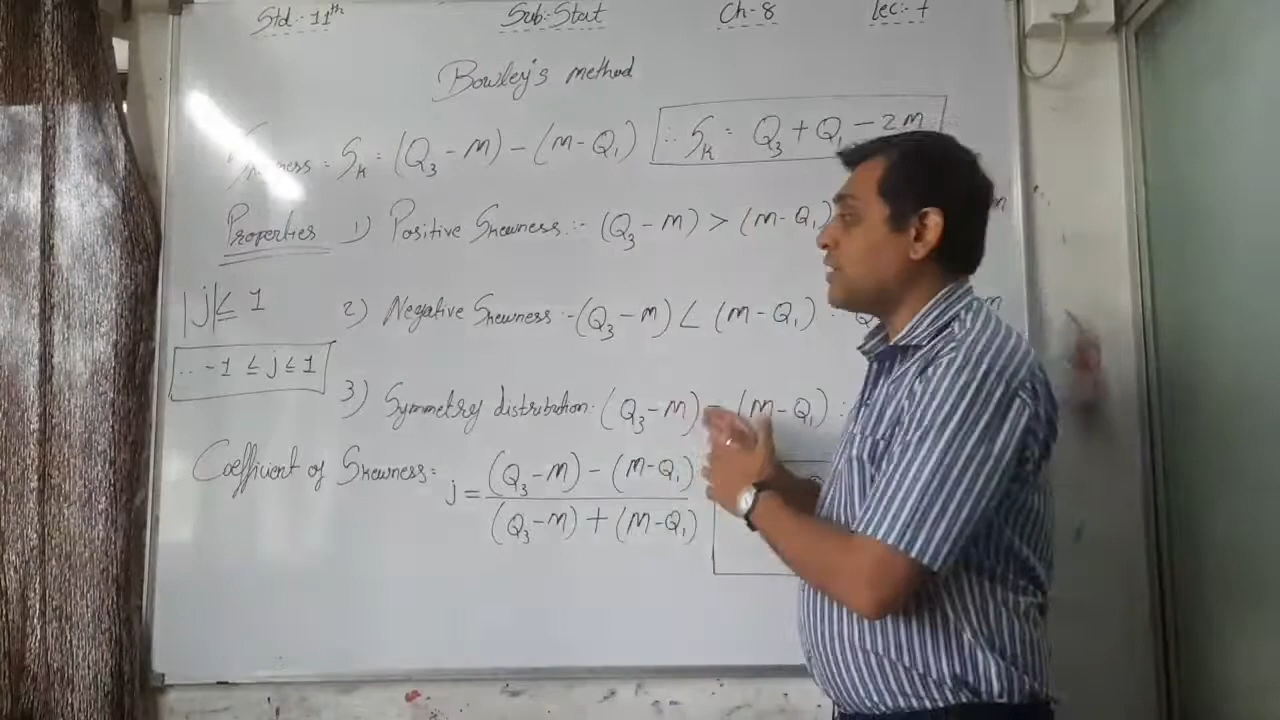 Std:- 11th Sub:- Stat Ch-8 Lec:-
Bowley's method
Skewness = Sk = (Q3 - M) - (M - Q1) ∴ Sk = Q3 + Q1 - 2M
Properties 1) Positive Skewness :- (Q3 - M) > (M - Q1) m
|j| ≤ 1
2) Negative Skewness :- (Q3 - M) < (M - Q1) m
∴ -1 ≤ j ≤ 1
3) Symmetry distribution (Q3 - M) = (M - Q1)
Coefficient of Skewness = j = (Q3 - M) - (M - Q1)
(Q3 - M) + (M - Q1)